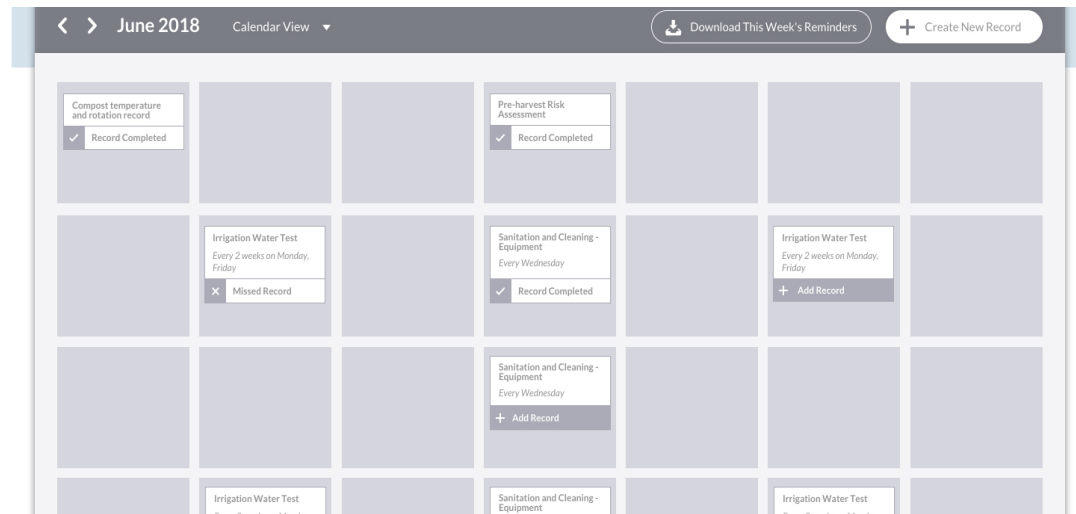 June 2018
Calendar View
Download This Week's Reminders
Create New Record
Compost temperature
and rotation record
Record Completed
Pre-harvest Risk
Assessment
Record Completed
Irrigation Water Test
Every 2 weeks on Monday,
Friday
Missed Record
Sanitation and Cleaning -
Equipment
Every Wednesday
Record Completed
Irrigation Water Test
Every 2 weeks on Monday,
Friday
Add Record
Sanitation and Cleaning -
Equipment
Every Wednesday
Add Record
Irrigation Water Test
Sanitation and Cleaning -
Equipment
Irrigation Water Test